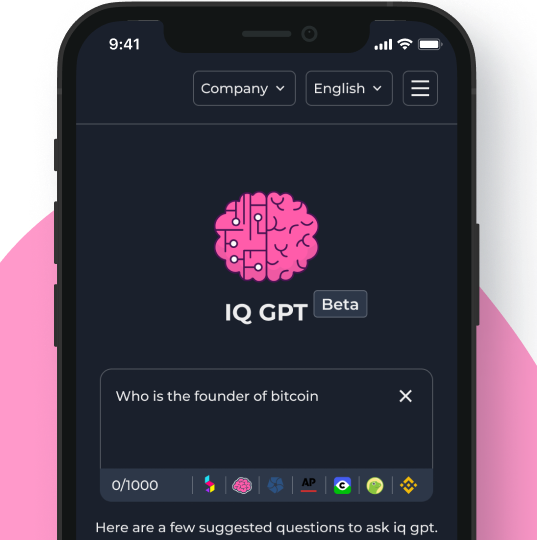 9:41
Company English
IQ GPT Beta
Who is the founder of bitcoin
0/1000 AP
Here are a few suggested questions to ask iq gpt.